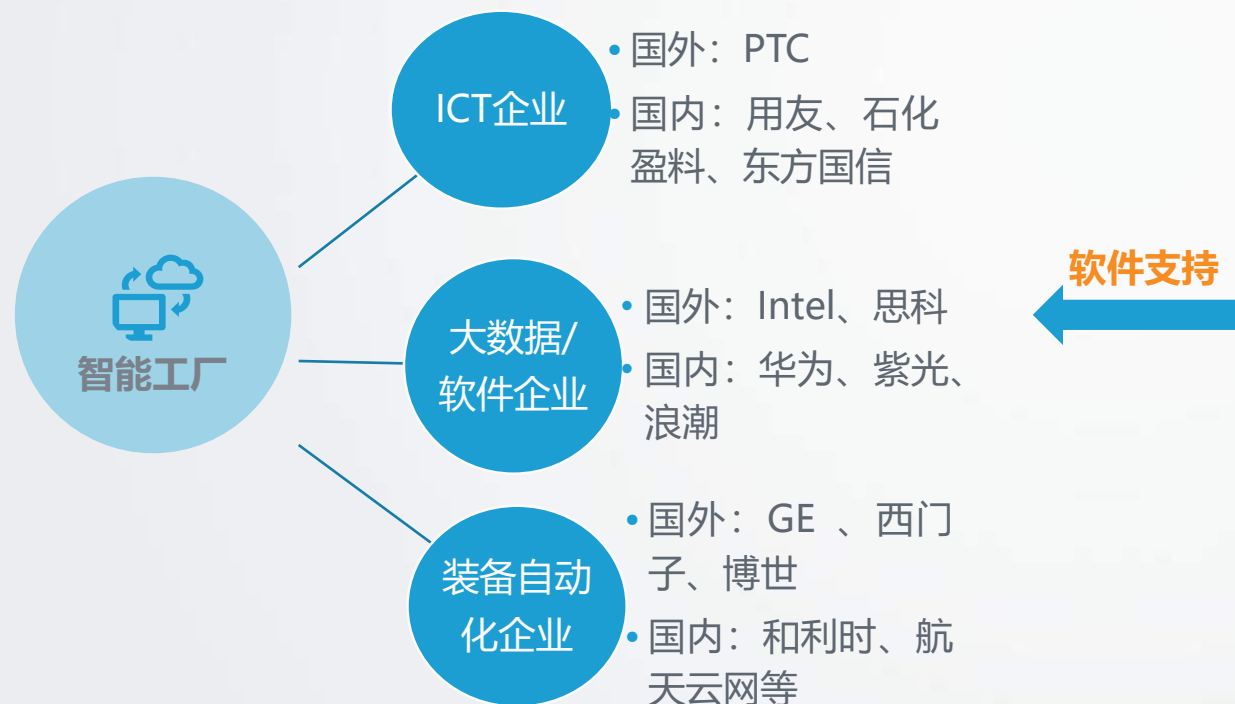 智能工厂
ICT企业
• 国外：PTC
• 国内：用友、石化
盈料、东方国信
大数据/
软件企业
• 国外：Intel、思科
• 国内：华为、紫光、
浪潮
装备自动
化企业
• 国外：GE 、西门
子、博世
• 国内：和利时、航
天云网等
软件支持